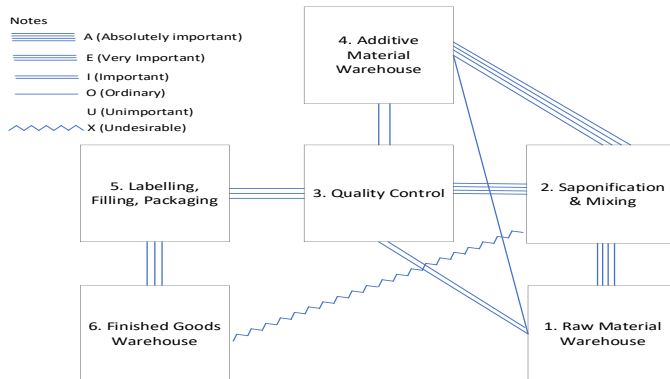 Notes
A (Absolutely important)
E (Very Important)
I (Important)
O (Ordinary)
U (Unimportant)
X (Undesirable)
4. Additive
Material
Warehouse
5. Labelling,
Filling, Packaging
3. Quality Control
2. Saponification
& Mixing
6. Finished Goods
Warehouse
1. Raw Material
Warehouse